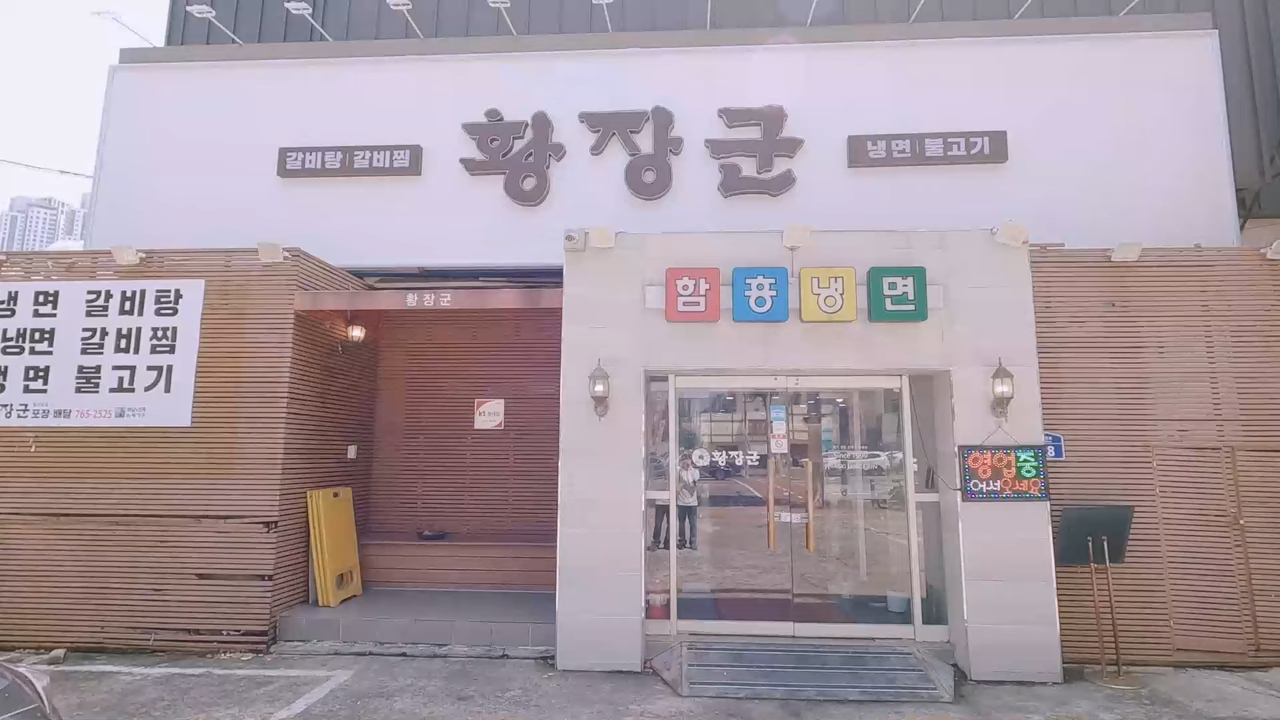 황장군
갈비탕 | 갈비찜
냉면 | 불고기
함흥냉면
황장군
냉면 갈비탕
냉면 갈비찜
냉면 불고기
장군 포장·배달 765-2525
kt
황장군
영업중
어서오세요
8